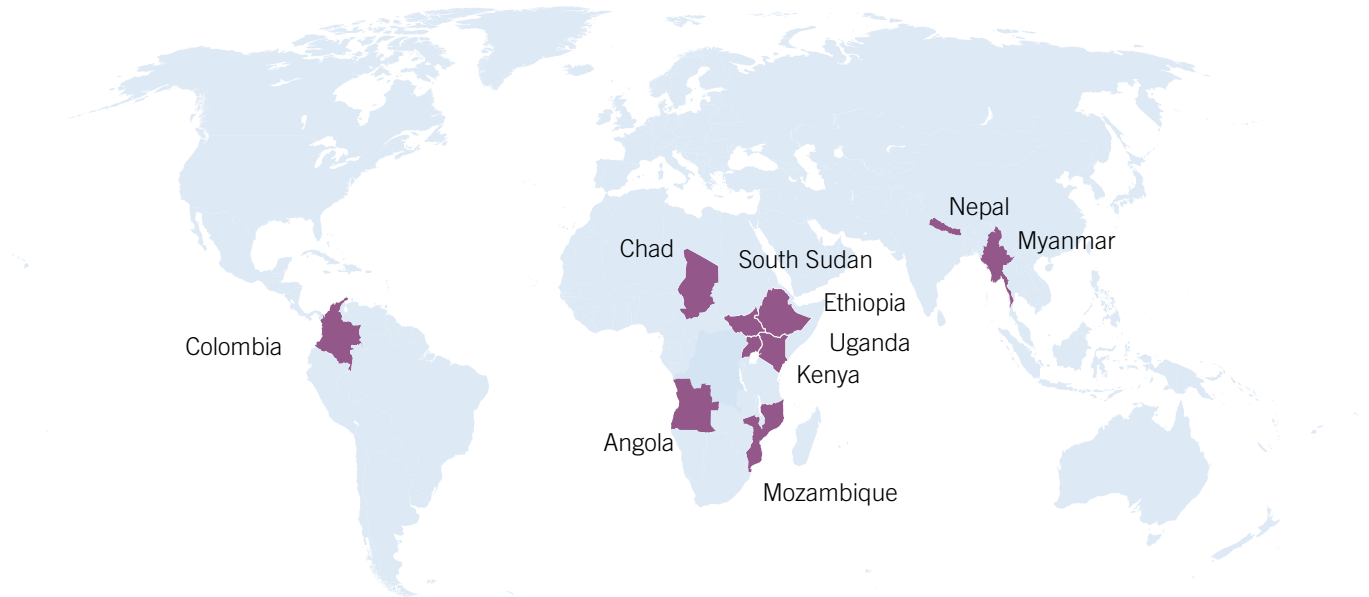 Nepal
Myanmar
Chad
South Sudan
Ethiopia
Uganda
Colombia
Kenya
Angola
Mozambique